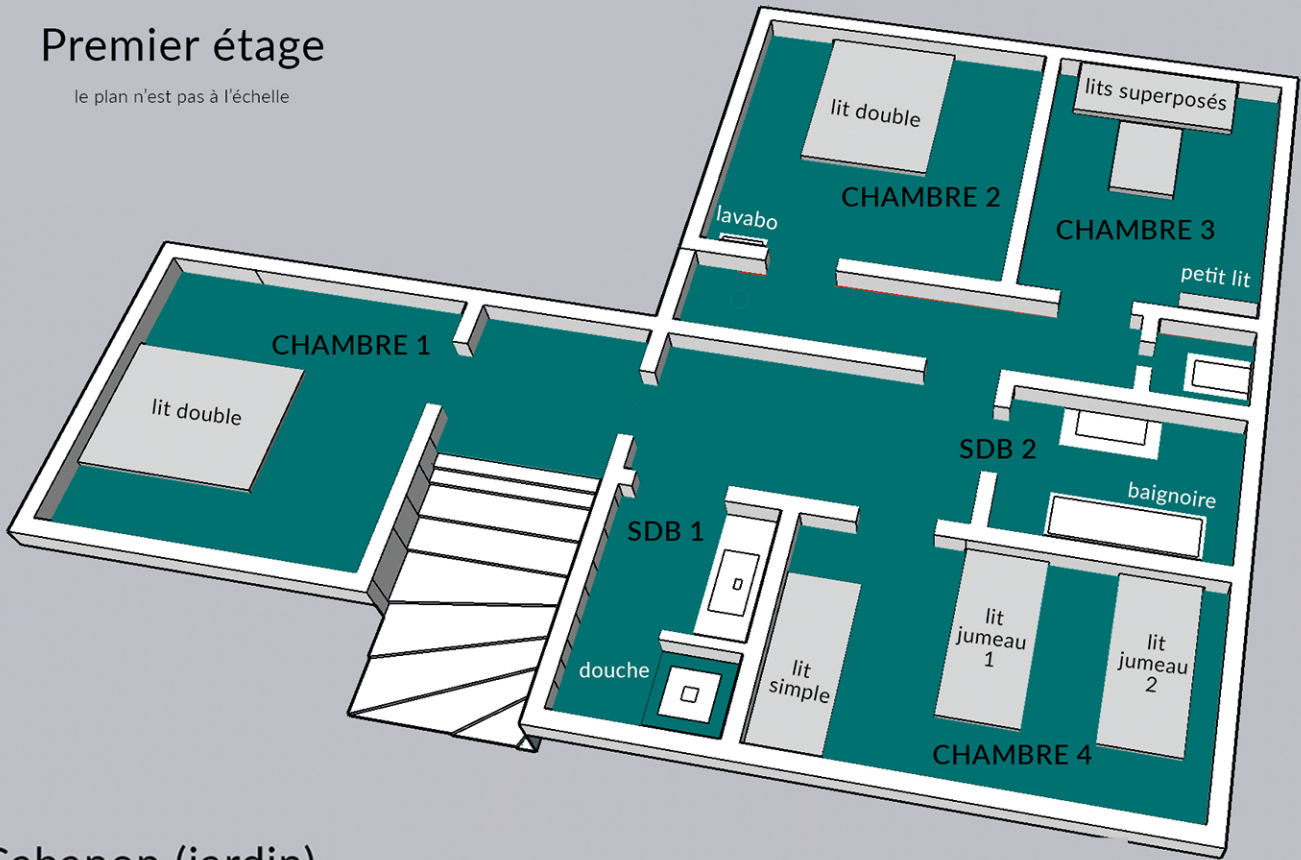 Premier étage
le plan n'est pas à l'échelle
lit double
lits superposés
CHAMBRE 2
lavabo
CHAMBRE 3
petit lit
CHAMBRE 1
lit double
SDB 2
baignoire
SDB 1
lit
jumeau
1
lit
jumeau
2
douche
lit
simple
CHAMBRE 4
Cabanon (jardin)